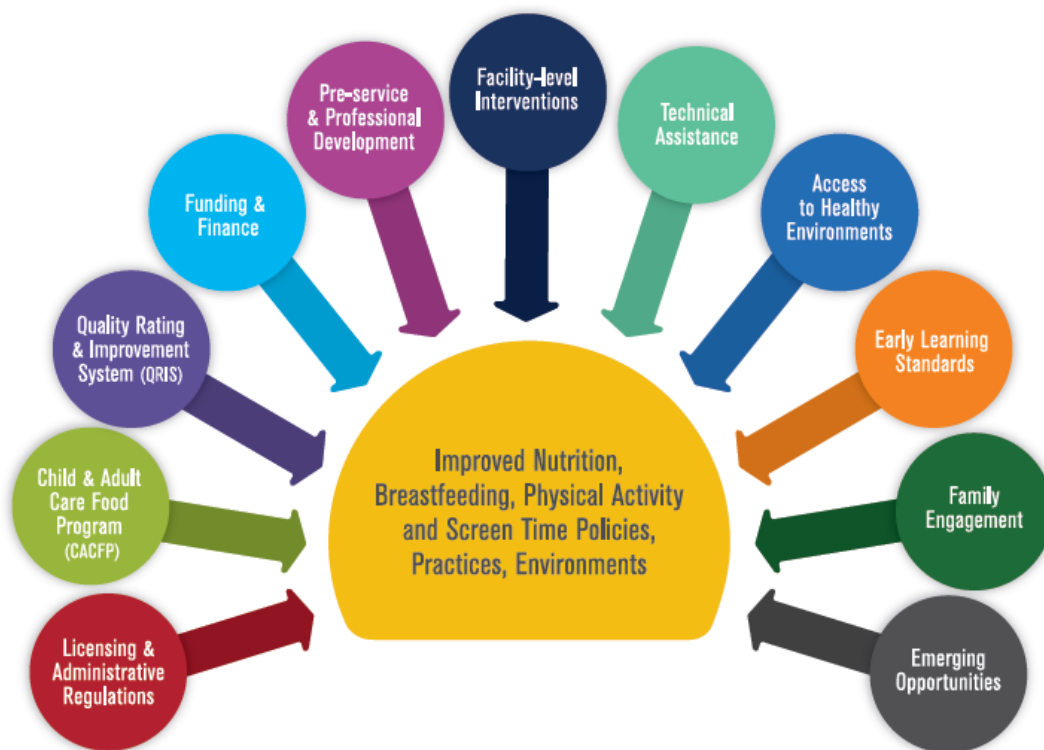 Facility-level
Interventions
Pre-service
& Professional
Development
Technical
Assistance
Funding &
Finance
Access
to Healthy
Environments
Quality Rating
& Improvement
System (QRIS)
Early Learning
Standards
Child & Adult
Care Food
Program
(CACFP)
Improved Nutrition,
Breastfeeding, Physical Activity
and Screen Time Policies,
Practices, Environments
Family
Engagement
Licensing &
Administrative
Regulations
Emerging
Opportunities